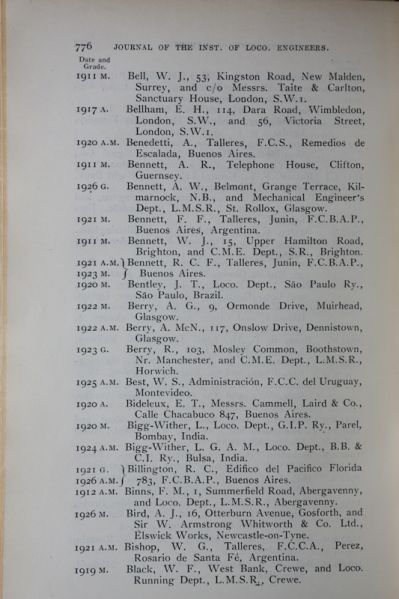 776 JOURNAL OF THE INST. OF LOCO. ENGINEERS.
Date and
Grade.
1911 M. Bell, W. J., 53, Kingston Road, New Malden,
Surrey, and c/o Messrs. Taite & Carlton,
Sanctuary House, London, S.W.1.
1917 A. Bellham, E. H., 114, Dara Road, Wimbledon,
London, S.W., and 56, Victoria Street,
London, S.W.1.
1920 A.M. Benedetti, A., Talleres, F.C.S., Remedios de
Escalada, Buenos Aires.
1911 M. Bennett, A. R., Telephone House, Clifton,
Guernsey.
1926 G. Bennett, A. W., Belmont, Grange Terrace, Kil-
marnock, N.B., and Mechanical Engineer's
Dept., L.M.S.R., St. Rollox, Glasgow.
1921 M. Bennett, F. F., Talleres, Junin, F.C.B.A.P.,
Buenos Aires, Argentina.
1911 M. Bennett, W. J., 15, Upper Hamilton Road,
Brighton, and C.M.E. Dept., S.R., Brighton.
1921 A.M. } Bennett, R. C. F., Talleres, Junin, F.C.B.A.P.,
1923 M. } Buenos Aires.
1920 M. Bentley, J. T., Loco. Dept., São Paulo Ry.,
São Paulo, Brazil.
1922 M. Berry, A. G., 9, Ormonde Drive, Muirhead,
Glasgow.
1922 A.M. Berry, A. McN., 117, Onslow Drive, Dennistown,
Glasgow.
1923 G. Berry, R., 103, Mosley Common, Boothstown,
Nr. Manchester, and C.M.E. Dept., L.M.S.R.,
Horwich.
1925 A.M. Best, W. S., Administración, F.C.C. del Uruguay,
Montevideo.
1920 A. Bideleux, E. T., Messrs. Cammell, Laird & Co.,
Calle Chacabuco 847, Buenos Aires.
1920 M. Bigg-Wither, L., Loco. Dept., G.I.P. Ry., Parel,
Bombay, India.
1924 A.M. Bigg-Wither, L. G. A. M., Loco. Dept., B.B. &
C.I. Ry., Bulsa, India.
1921 G. } Billington, R. C., Edifico del Pacifico Florida
1926 A.M. } 783, F.C.B.A.P., Buenos Aires.
1912 A.M. Binns, F. M., 1, Summerfield Road, Abergavenny,
and Loco. Dept., L.M.S.R., Abergavenny.
1926 M. Bird, A. J., 16, Otterburn Avenue, Gosforth, and
Sir W. Armstrong Whitworth & Co. Ltd.,
Elswick Works, Newcastle-on-Tyne.
1921 A.M. Bishop, W. G., Talleres, F.C.C.A., Perez,
Rosario de Santa Fé, Argentina.
1919 M. Black, W. F., West Bank, Crewe, and Loco.
Running Dept., L.M.S.R., Crewe.